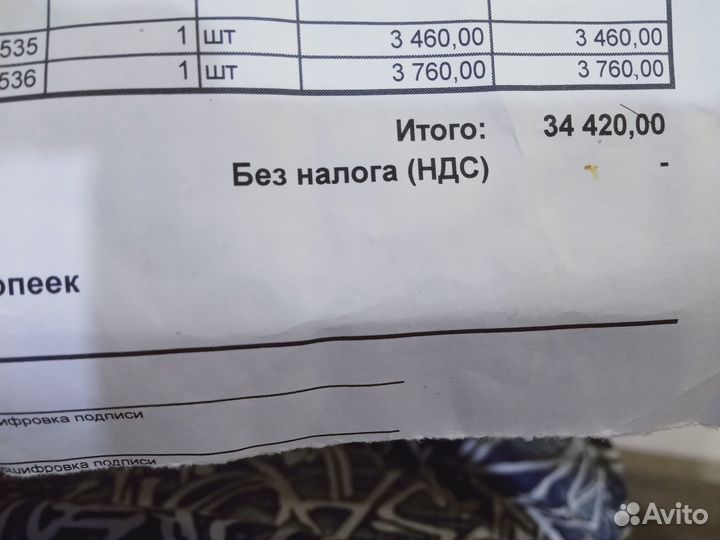 535 1 шт 3 460,00 3 460,00
536 1 шт 3 760,00 3 760,00
Итого: 34 420,00
Без налога (НДС) -
опеек
ифровка подписи
сшифровка подписи
Avito